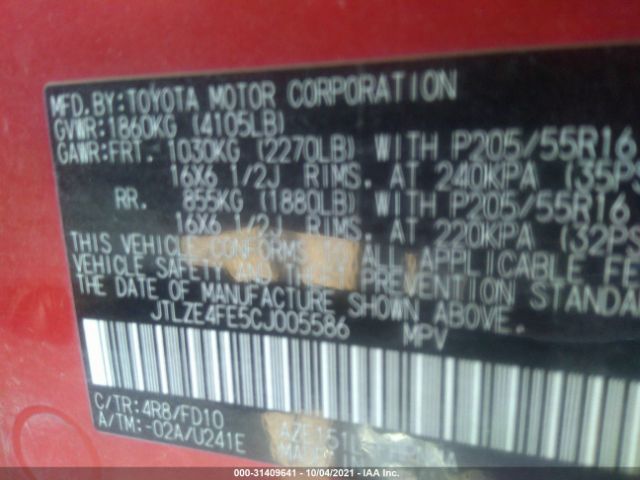 MFD.BY:TOYOTA MOTOR CORPORATION
GVWR:1860KG (4105LB)
GAWR:FRT. 1030KG (2270LB) WITH P205/55R16
16X6 1/2J RIMS. AT 240KPA (35PS
RR. 855KG (1880LB) WITH P205/55R16
16X6 1/2J RIMS. AT 220KPA (32PS
THIS VEHICLE CONFORMS TO ALL APPLICABLE FE
VEHICLE SAFETY AND THEFT PREVENTION STANDA
THE DATE OF MANUFACTURE SHOWN ABOVE.
JTLZE4FE5CJ005586 MPV
C/TR:4R8/FD10
A/TM:-02A/U241E
AZE151L
MADE
000-31409641 - 10/04/2021 - IAA, Inc.